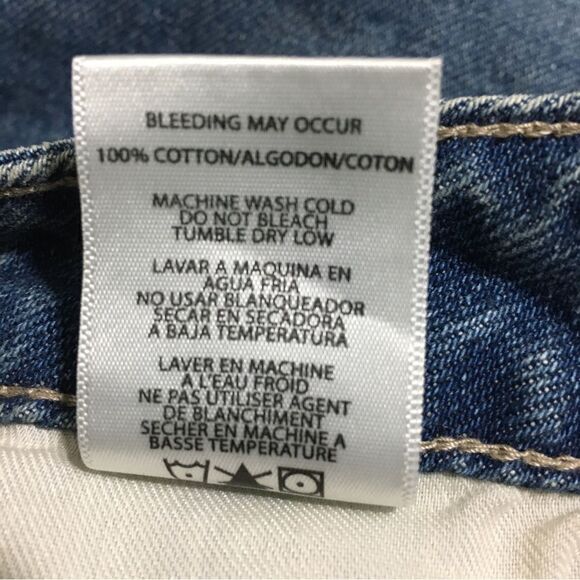 BLEEDING MAY OCCUR
100% COTTON/ALGODON/COTON
MACHINE WASH COLD
DO NOT BLEACH
TUMBLE DRY LOW
LAVAR A MAQUINA EN
AGUA FRIA
NO USAR BLANQUEADOR
SECAR EN SECADORA
A BAJA TEMPERATURA
LAVER EN MACHINE
A L'EAU FROID
NE PAS UTILISER AGENT
DE BLANCHIMENT
SECHER EN MACHINE A
BASSE TEMPERATURE